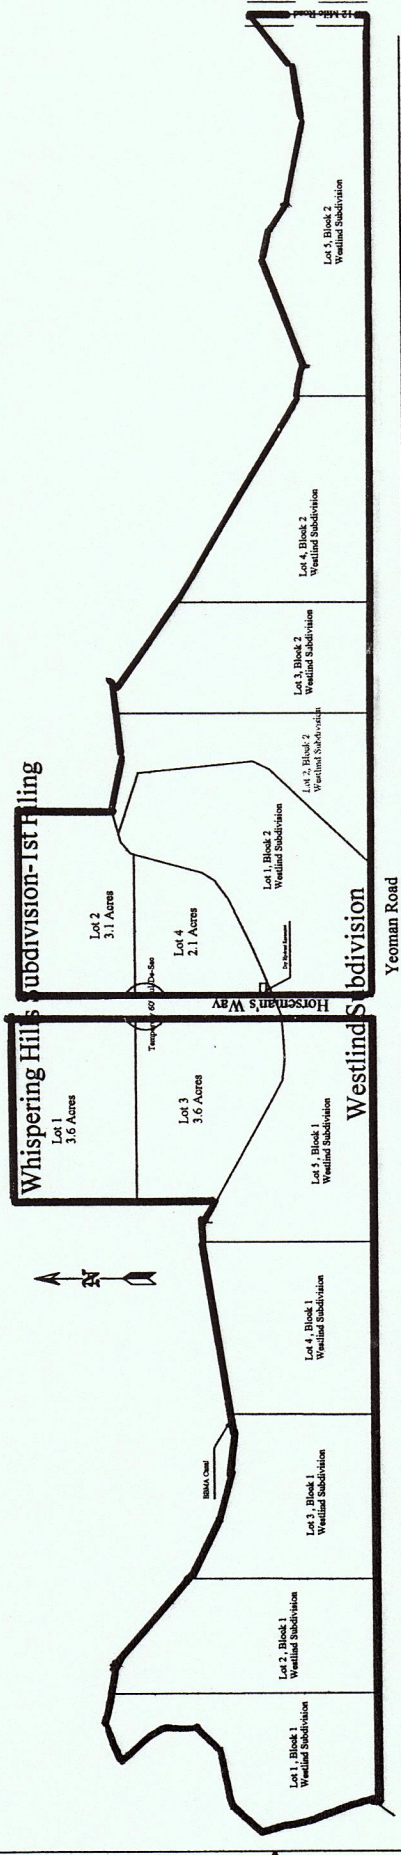 12 Mile Road
Lot 5, Block 2
Westlind Subdivision
Lot 4, Block 2
Westlind Subdivision
Lot 3, Block 2
Westlind Subdivision
Lot 2, Block 2
Westlind Subdivision
Lot 1, Block 2
Westlind Subdivision
Whispering Hills Subdivision-1st Filing
Lot 2
3.1 Acres
Lot 4
2.1 Acres
Temporary 60'
Horseman's Way
Westlind Subdivision
Yeoman Road
Lot 1
3.6 Acres
Lot 3
3.6 Acres
Lot 5, Block 1
Westlind Subdivision
N
Lot 4, Block 1
Westlind Subdivision
BBMA Canal
Lot 3, Block 1
Westlind Subdivision
Lot 2, Block 1
Westlind Subdivision
Lot 1, Block 1
Westlind Subdivision